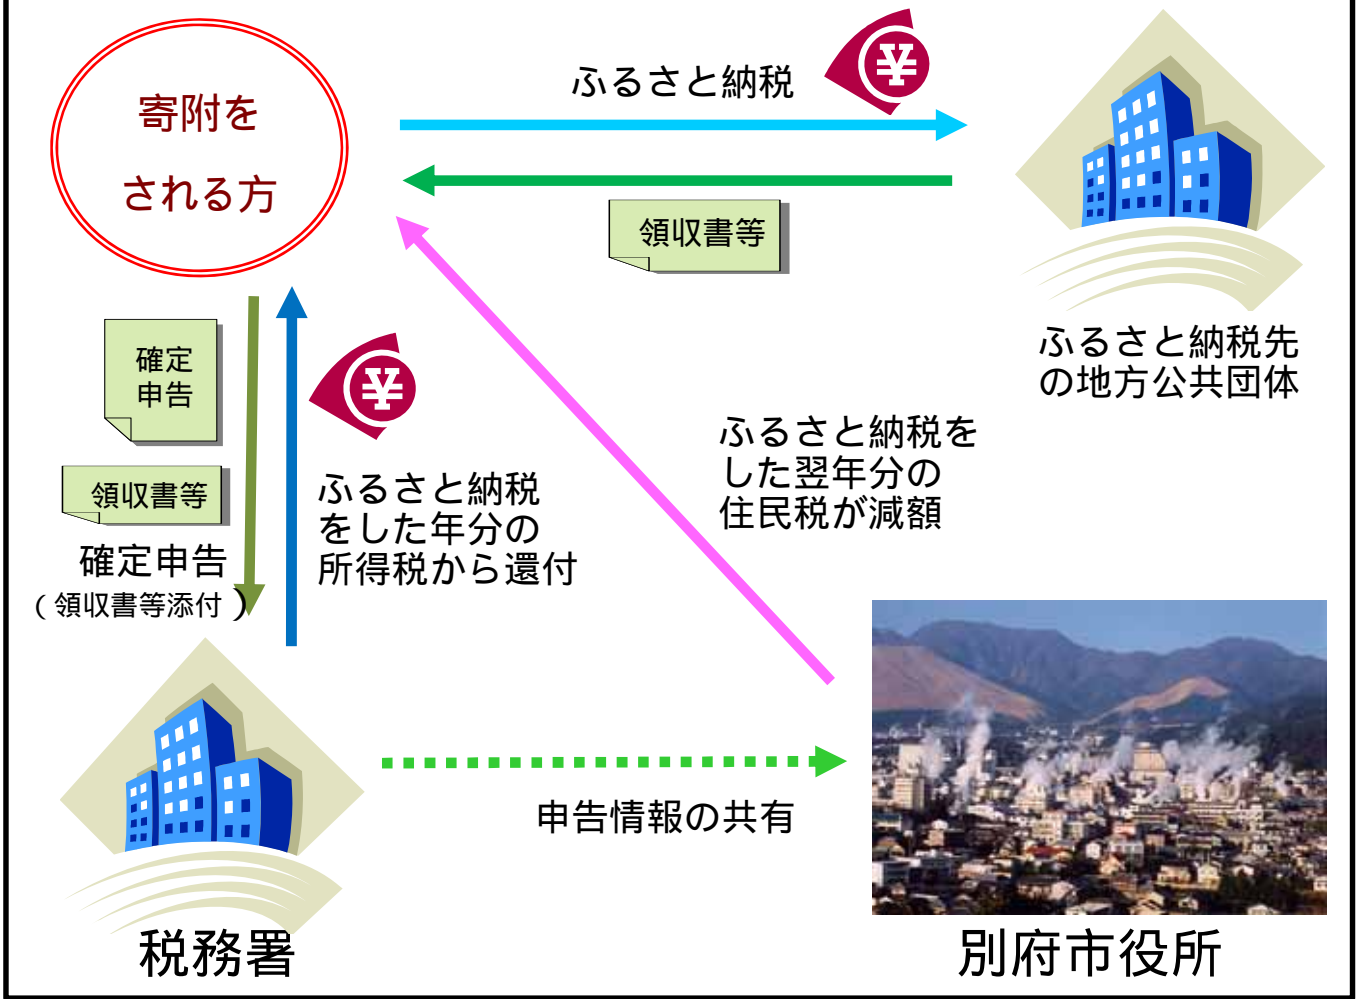 寄附を
される方
ふるさと納税
¥
領収書等
ふるさと納税先
の地方公共団体
確定
申告
領収書等
確定申告
（領収書等添付）
¥
ふるさと納税
をした年分の
所得税から還付
ふるさと納税を
した翌年分の
住民税が減額
申告情報の共有
税務署
別府市役所